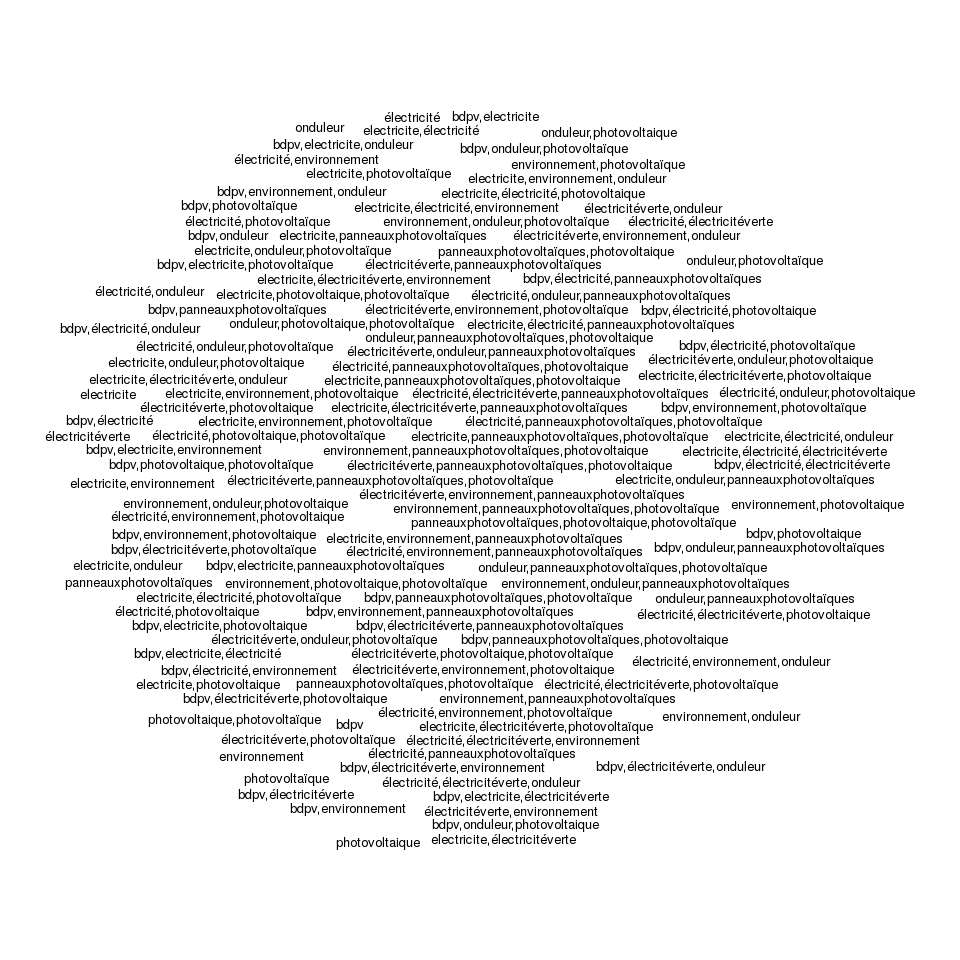 électricité
bdpv,electricite
onduleur
electricite,électricité
onduleur,photovoltaique
bdpv,electricite,onduleur
bdpv,onduleur,photovoltaïque
électricité,environnement
environnement,photovoltaïque
electricite,photovoltaïque
electricite,environnement,onduleur
bdpv,environnement,onduleur
electricite,électricité,photovoltaique
bdpv,photovoltaïque
electricite,électricité,environnement
électricitéverte,onduleur
électricité,photovoltaïque
environnement,onduleur,photovoltaïque
électricité,électricitéverte
bdpv,onduleur
electricite,panneauxphotovoltaïques
électricitéverte,environnement,onduleur
electricite,onduleur,photovoltaïque
panneauxphotovoltaïques,photovoltaique
onduleur,photovoltaïque
bdpv,electricite,photovoltaïque
électricitéverte,panneauxphotovoltaïques
electricite,électricitéverte,environnement
bdpv,électricité,panneauxphotovoltaïques
électricité,onduleur
electricite,photovoltaique,photovoltaïque
électricité,onduleur,panneauxphotovoltaïques
bdpv,panneauxphotovoltaïques
électricitéverte,environnement,photovoltaïque
bdpv,électricité,photovoltaique
bdpv,électricité,onduleur
onduleur,photovoltaique,photovoltaïque
electricite,électricité,panneauxphotovoltaïques
onduleur,panneauxphotovoltaïques,photovoltaique
électricité,onduleur,photovoltaïque
électricitéverte,onduleur,panneauxphotovoltaïques
bdpv,électricité,photovoltaïque
electricite,onduleur,photovoltaique
électricité,panneauxphotovoltaïques,photovoltaique
électricitéverte,onduleur,photovoltaique
electricite,électricitéverte,onduleur
electricite,panneauxphotovoltaïques,photovoltaique
electricite,électricitéverte,photovoltaique
electricite
electricite,environnement,photovoltaique
électricité,électricitéverte,panneauxphotovoltaïques
électricité,onduleur,photovoltaique
électricitéverte,photovoltaique
electricite,électricitéverte,panneauxphotovoltaïques
bdpv,environnement,photovoltaïque
bdpv,électricité
electricite,environnement,photovoltaïque
électricité,panneauxphotovoltaïques,photovoltaïque
électricitéverte
électricité,photovoltaique,photovoltaïque
electricite,panneauxphotovoltaïques,photovoltaïque
electricite,électricité,onduleur
bdpv,electricite,environnement
environnement,panneauxphotovoltaïques,photovoltaique
electricite,électricité,électricitéverte
bdpv,photovoltaique,photovoltaïque
électricitéverte,panneauxphotovoltaïques,photovoltaique
bdpv,électricité,électricitéverte
electricite,environnement
électricitéverte,panneauxphotovoltaïques,photovoltaïque
electricite,onduleur,panneauxphotovoltaïques
électricitéverte,environnement,panneauxphotovoltaïques
environnement,onduleur,photovoltaique
environnement,panneauxphotovoltaïques,photovoltaïque
environnement,photovoltaique
électricité,environnement,photovoltaique
panneauxphotovoltaïques,photovoltaique,photovoltaïque
bdpv,environnement,photovoltaique
electricite,environnement,panneauxphotovoltaïques
bdpv,photovoltaique
bdpv,électricitéverte,photovoltaïque
électricité,environnement,panneauxphotovoltaïques
bdpv,onduleur,panneauxphotovoltaïques
electricite,onduleur
bdpv,electricite,panneauxphotovoltaïques
onduleur,panneauxphotovoltaïques,photovoltaïque
panneauxphotovoltaïques
environnement,photovoltaique,photovoltaïque
environnement,onduleur,panneauxphotovoltaïques
electricite,électricité,photovoltaïque
bdpv,panneauxphotovoltaïques,photovoltaïque
onduleur,panneauxphotovoltaïques
électricité,photovoltaique
bdpv,environnement,panneauxphotovoltaïques
électricité,électricitéverte,photovoltaique
bdpv,electricite,photovoltaique
bdpv,électricitéverte,panneauxphotovoltaïques
électricitéverte,onduleur,photovoltaïque
bdpv,panneauxphotovoltaïques,photovoltaique
bdpv,electricite,électricité
électricitéverte,photovoltaique,photovoltaïque
électricité,environnement,onduleur
bdpv,électricité,environnement
électricitéverte,environnement,photovoltaique
electricite,photovoltaique
panneauxphotovoltaïques,photovoltaïque
électricité,électricitéverte,photovoltaïque
bdpv,électricitéverte,photovoltaique
environnement,panneauxphotovoltaïques
électricité,environnement,photovoltaïque
environnement,onduleur
photovoltaique,photovoltaïque
bdpv
electricite,électricitéverte,photovoltaïque
électricitéverte,photovoltaïque
électricité,électricitéverte,environnement
environnement
électricité,panneauxphotovoltaïques
bdpv,électricitéverte,environnement
bdpv,électricitéverte,onduleur
photovoltaïque
électricité,électricitéverte,onduleur
bdpv,électricitéverte
bdpv,electricite,électricitéverte
bdpv,environnement
électricitéverte,environnement
bdpv,onduleur,photovoltaique
photovoltaique
electricite,électricitéverte